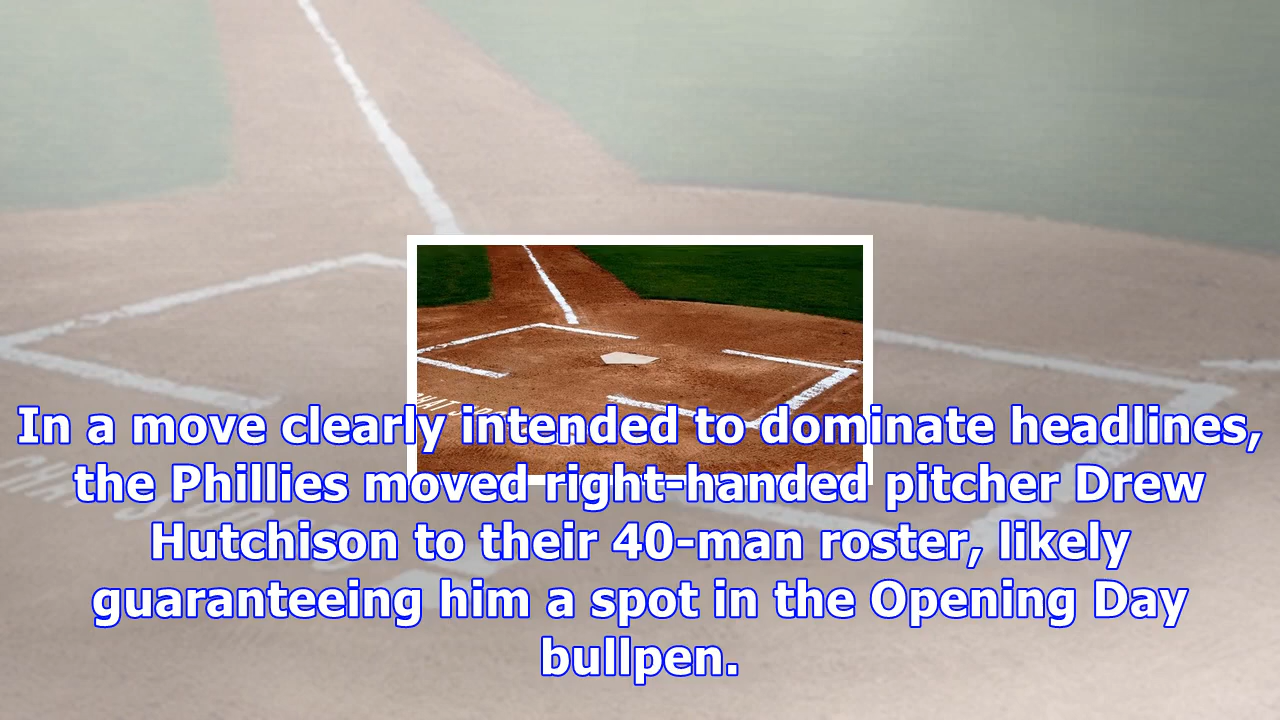 In a move clearly intended to dominate headlines,
the Phillies moved right-handed pitcher Drew
Hutchison to their 40-man roster, likely
guaranteeing him a spot in the Opening Day
bullpen.